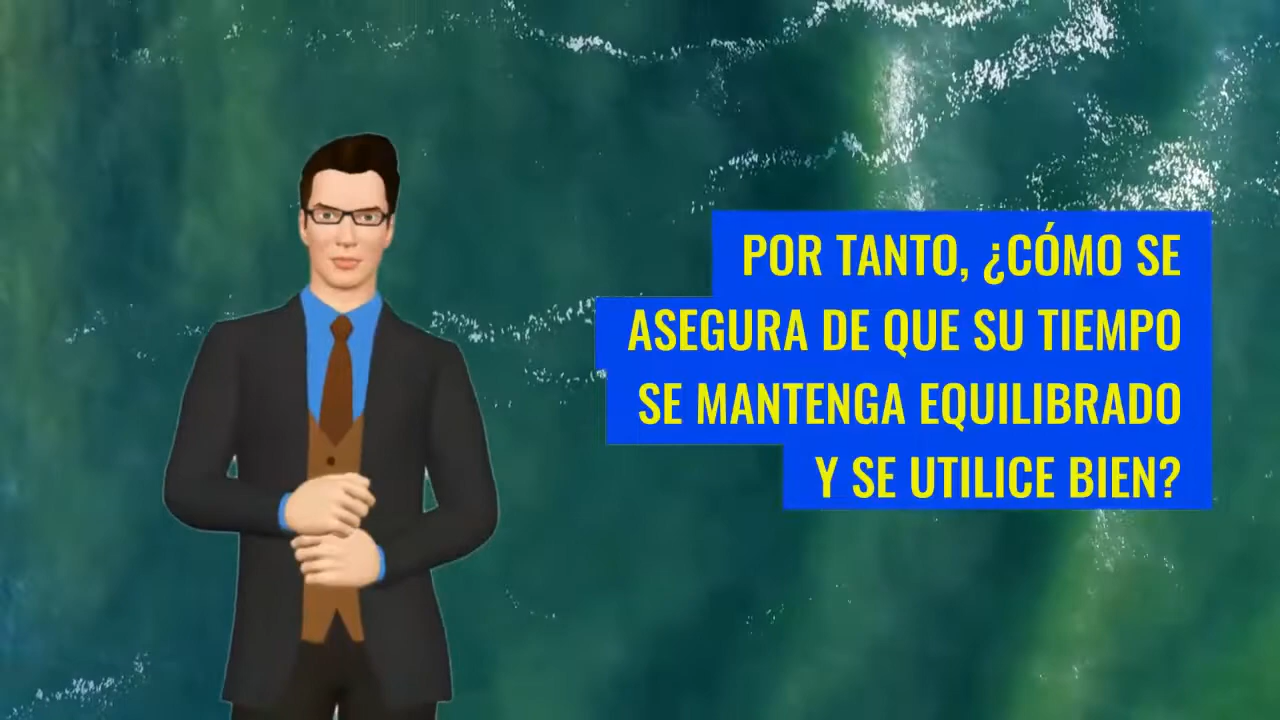 POR TANTO, ¿CÓMO SE
ASEGURA DE QUE SU TIEMPO
SE MANTENGA EQUILIBRADO
Y SE UTILICE BIEN?